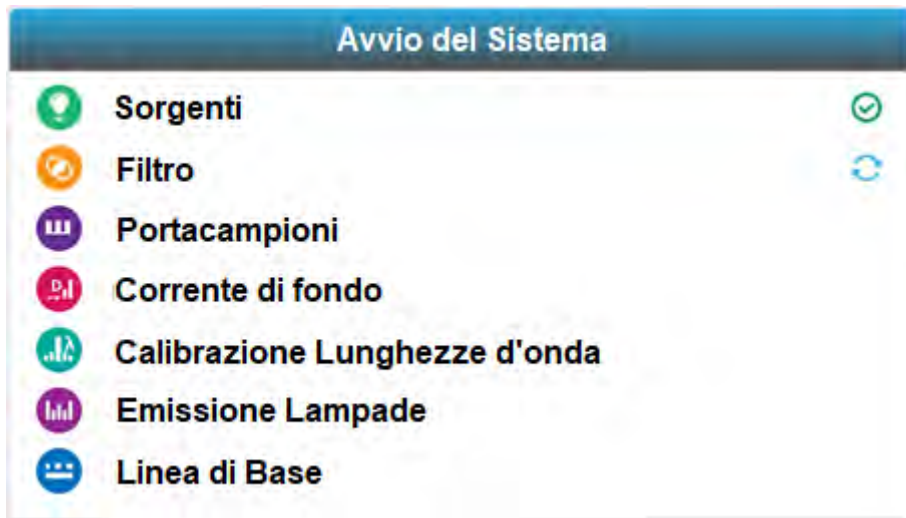 Avvio del Sistema
Sorgenti
Filtro
Portacampioni
Corrente di fondo
Calibrazione Lunghezze d'onda
Emissione Lampade
Linea di Base